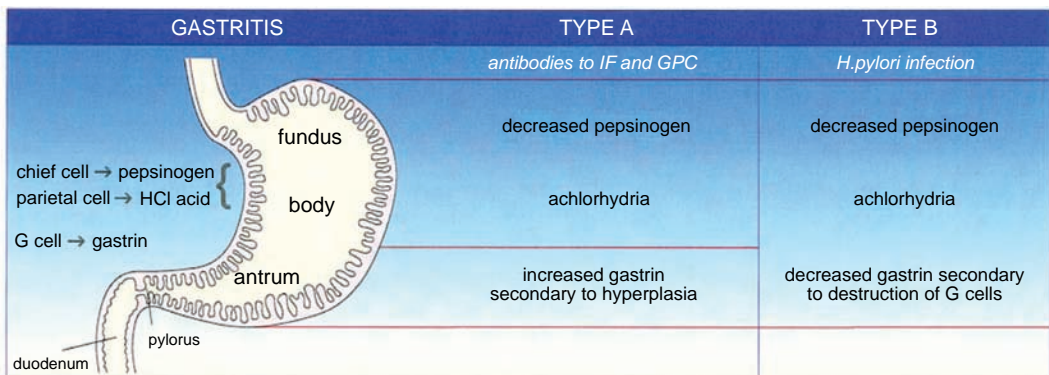 GASTRITIS
TYPE A
TYPE B
antibodies to IF and GPC
H.pylori infection
fundus
decreased pepsinogen
decreased pepsinogen
chief cell → pepsinogen
parietal cell → HCl acid
body
achlorhydria
achlorhydria
G cell → gastrin
antrum
increased gastrin
secondary to hyperplasia
decreased gastrin secondary
to destruction of G cells
pylorus
duodenum